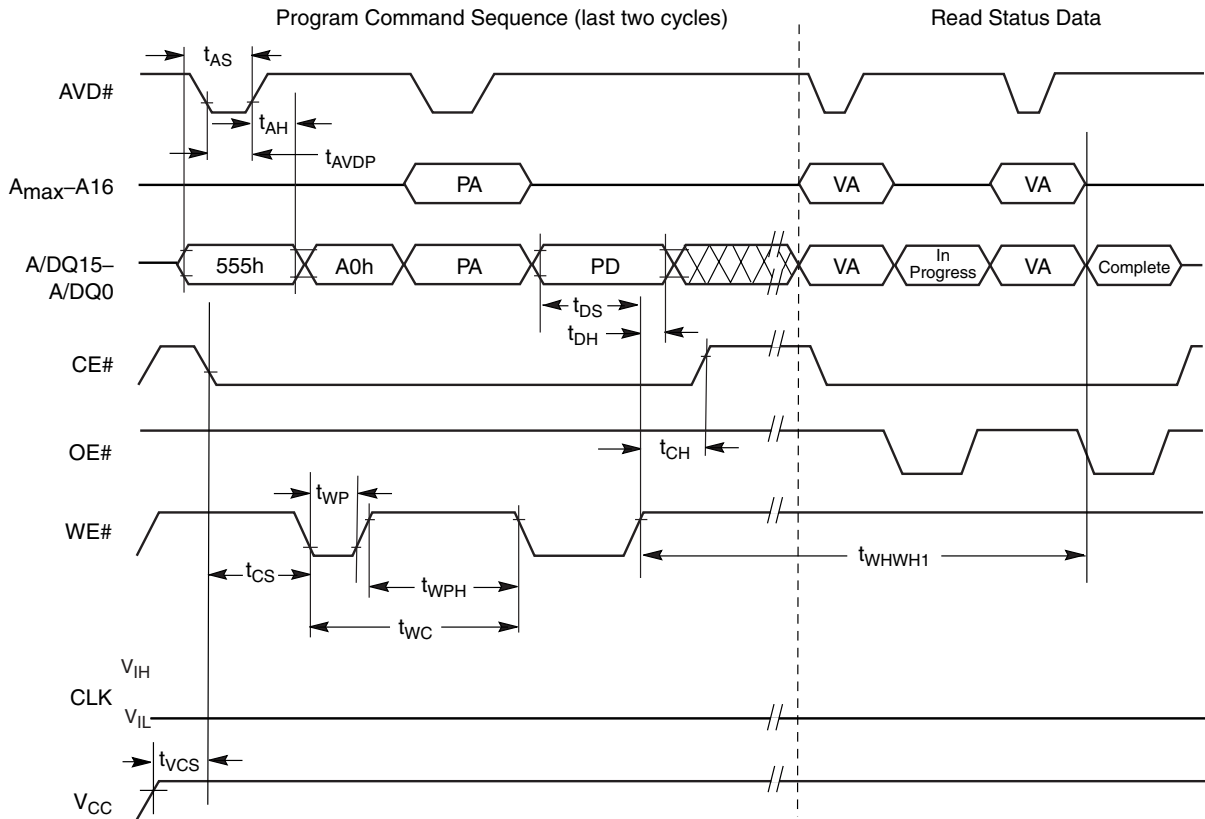 Program Command Sequence (last two cycles)
Read Status Data
tAS
AVD#
tAH
tAVDP
Amax–A16
PA
VA
VA
A/DQ15–
A/DQ0
555h
A0h
PA
PD
VA
In
Progress
VA
Complete
tDS
tDH
CE#
OE#
tCH
tWP
WE#
tCS
tWPH
tWHWH1
tWC
VIH
CLK
VIL
tVCS
VCC